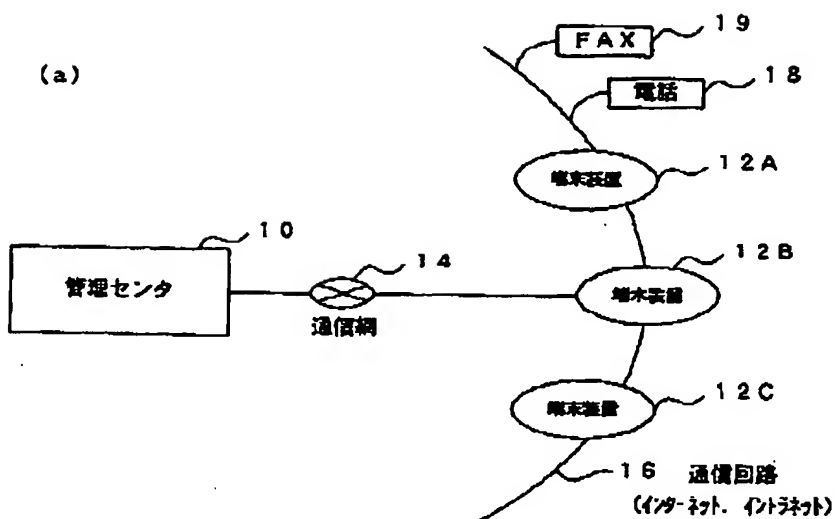 (a)
FAX
19
電話
18
端末装置
12A
管理センタ
10
14
通信網
端末装置
12B
端末装置
12C
16 通信回路
(インターネット. イントラネット)